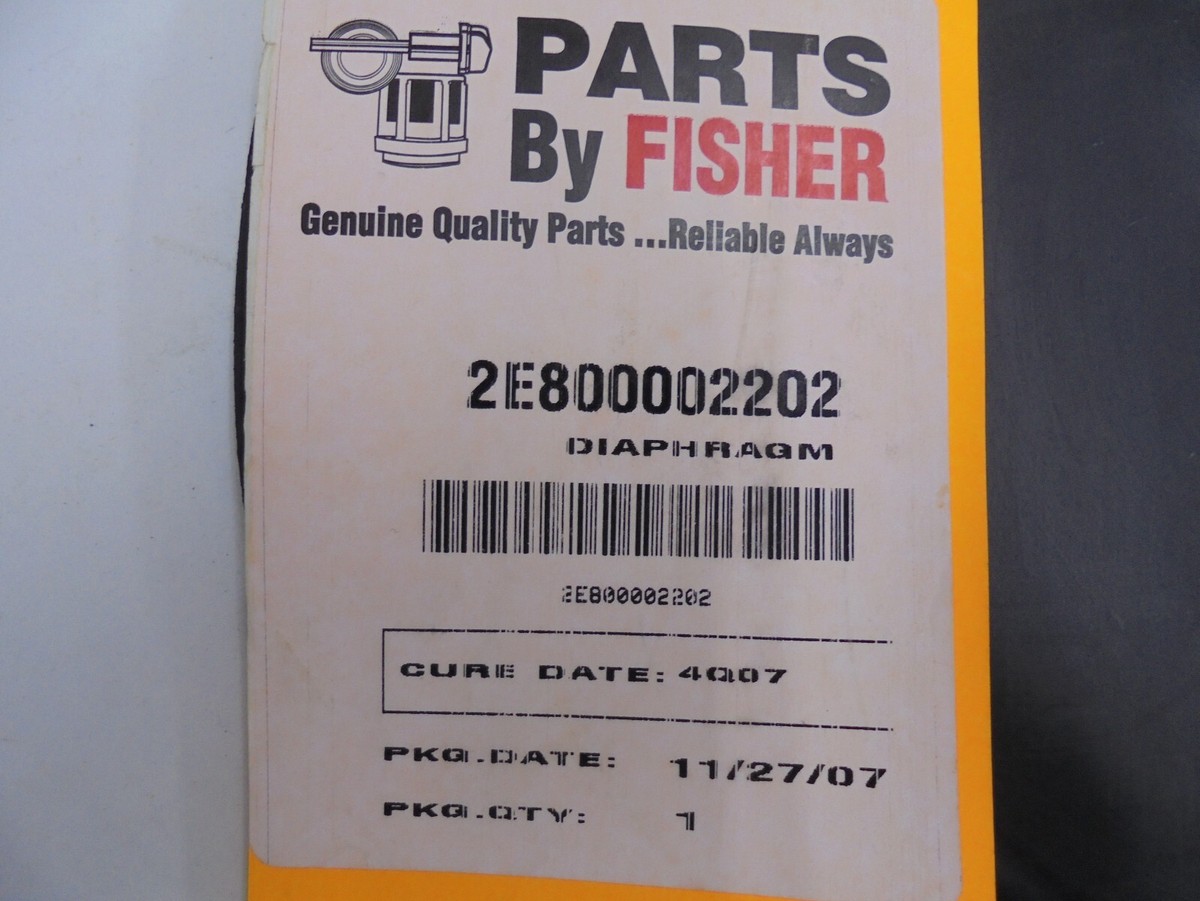 PARTS
By FISHER
Genuine Quality Parts ...Reliable Always
2E800002202
DIAPHRAGM
2E800002202
CURE DATE: 4Q07
PKG.DATE: 11/27/07
PKG.QTY: 1